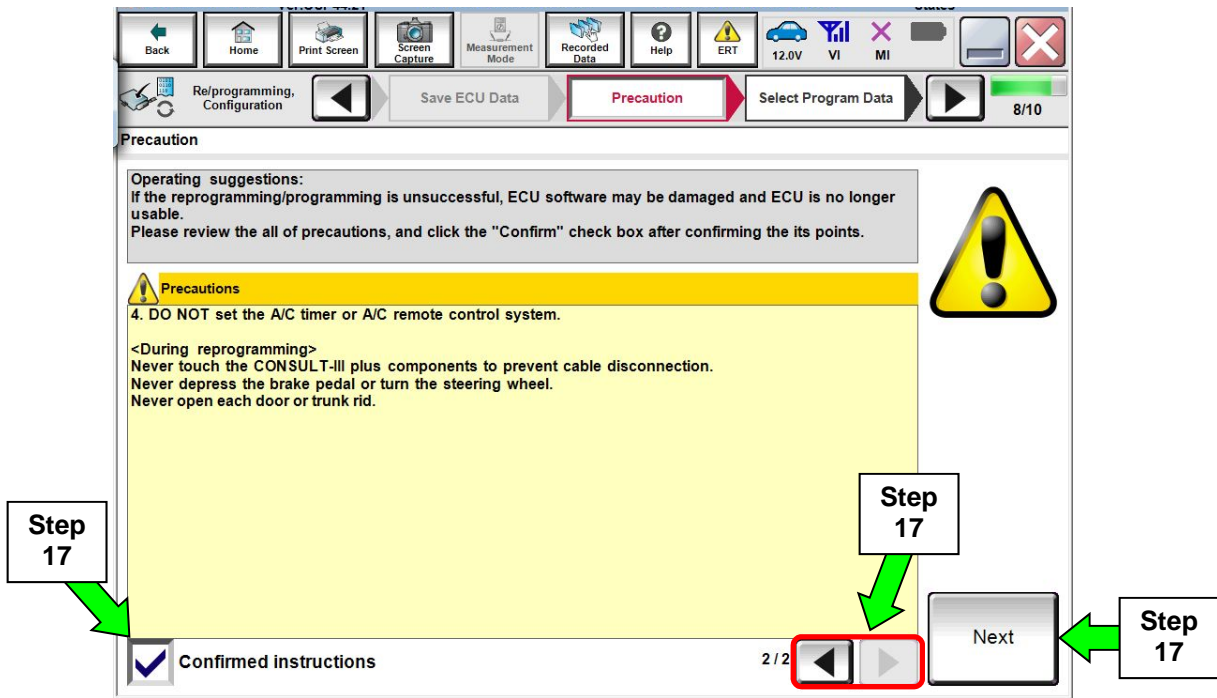 Back
Home
Print Screen
Screen
Capture
Measurement
Mode
Recorded
Data
Help
ERT
12.0V
VI
MI
Re/programming,
Configuration
Save ECU Data
Precaution
Select Program Data
8/10
Precaution
Operating suggestions:
If the reprogramming/programming is unsuccessful, ECU software may be damaged and ECU is no longer
usable.
Please review the all of precautions, and click the "Confirm" check box after confirming the its points.
Precautions
4. DO NOT set the A/C timer or A/C remote control system.
<During reprogramming>
Never touch the CONSULT-III plus components to prevent cable disconnection.
Never depress the brake pedal or turn the steering wheel.
Never open each door or trunk rid.
Step
17
Step
17
Step
17
Confirmed instructions
2/2
Next